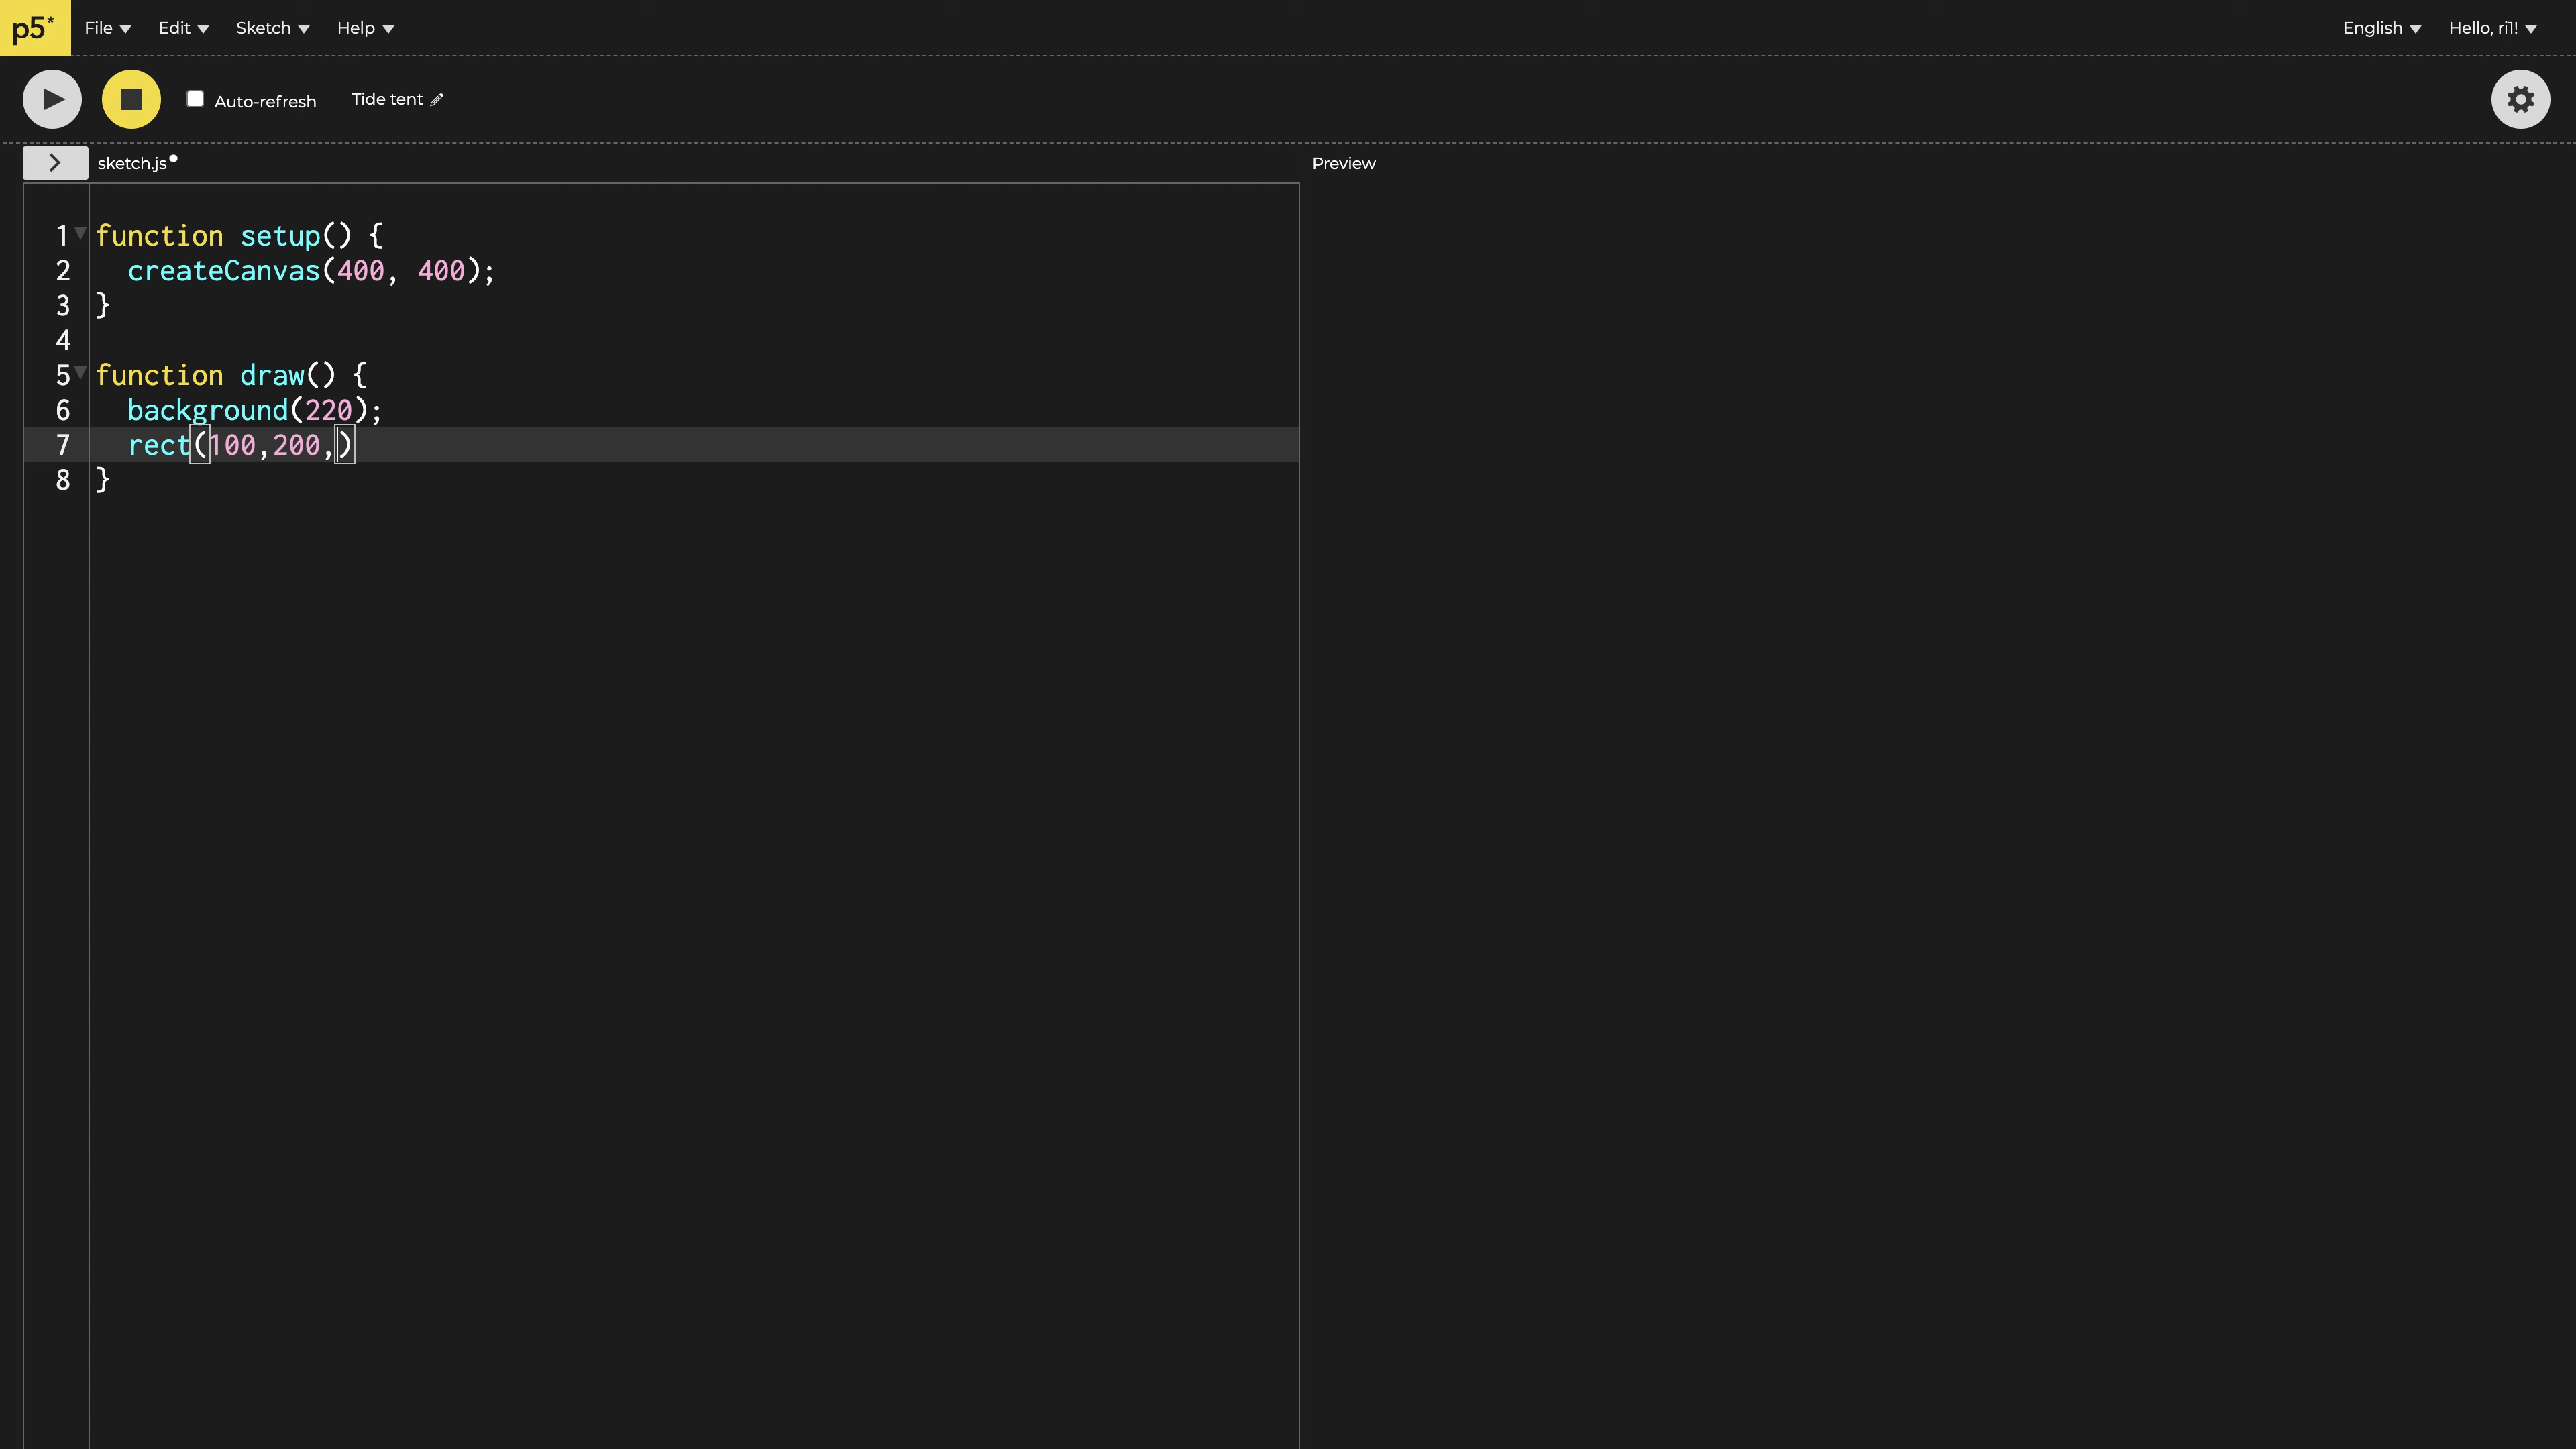 p5* File Edit Sketch Help English Hello, ri1!
Auto-refresh Tide tent
sketch.js Preview
1 function setup() {
2 createCanvas(400, 400);
3 }
4
5 function draw() {
6 background(220);
7 rect(100,200,)
8 }